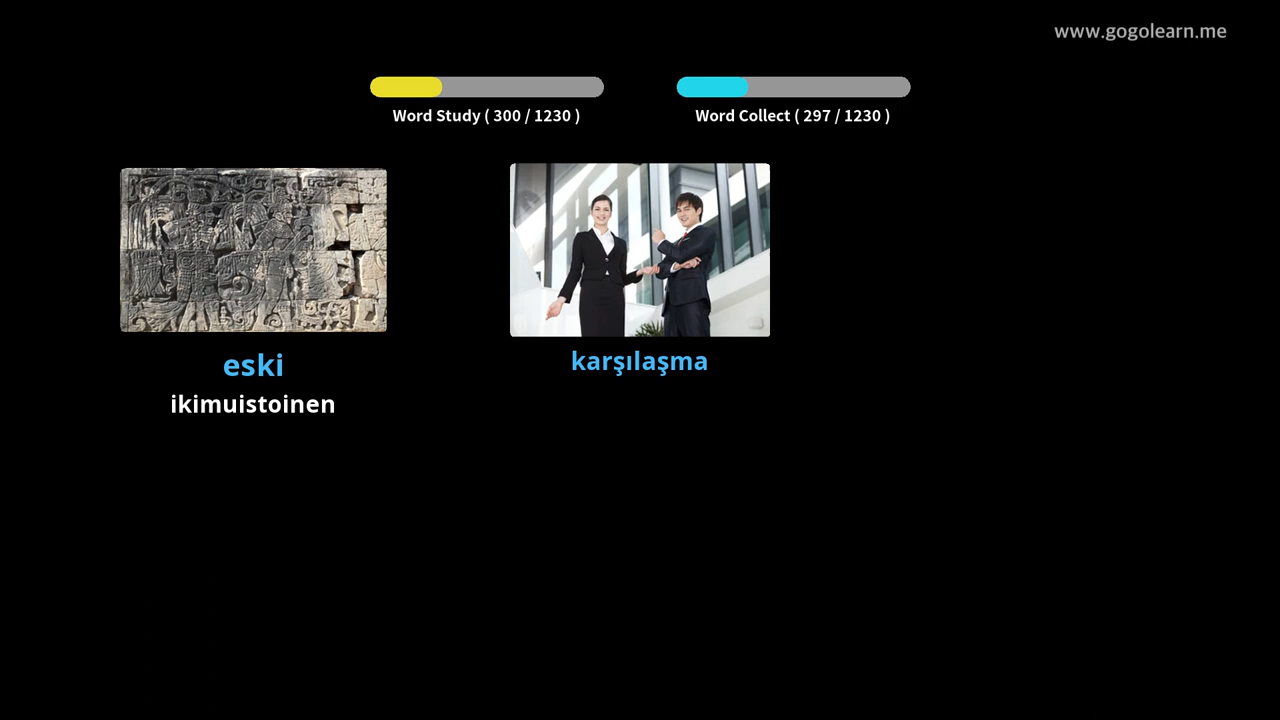 www.gogolearn.me
Word Study ( 300 / 1230 )
Word Collect ( 297 / 1230 )
eski
ikimuistoinen
karşılaşma